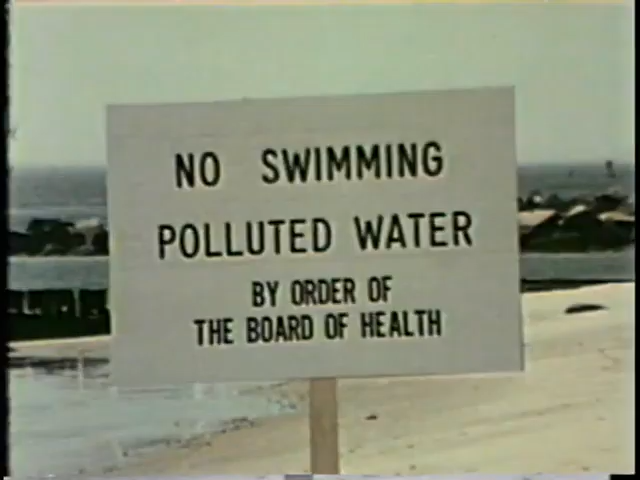 NO SWIMMING
POLLUTED WATER
BY ORDER OF
THE BOARD OF HEALTH